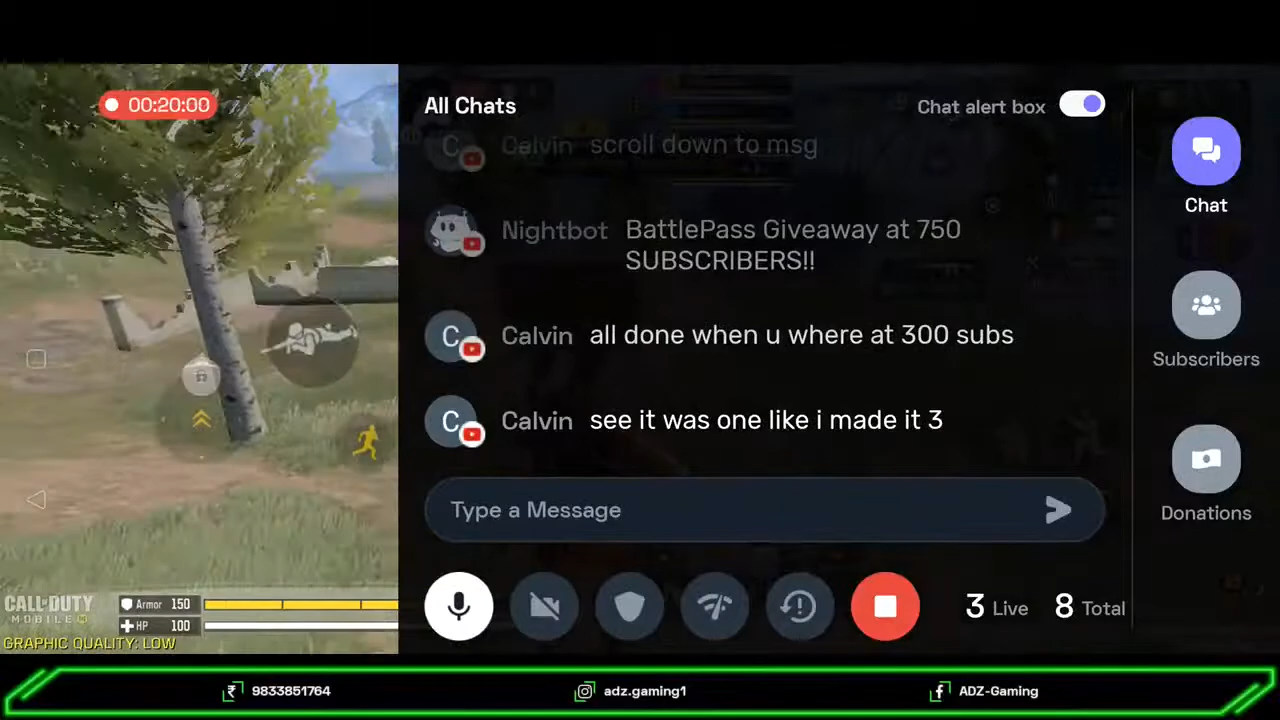 00:20:00
All Chats
Chat alert box
C Calvin scroll down to msg
Nightbot BattlePass Giveaway at 750
SUBSCRIBERS!!
C Calvin all done when u where at 300 subs
C Calvin see it was one like i made it 3
Type a Message
3 Live 8 Total
Chat
Subscribers
Donations
CALL OF DUTY
MOBILE
Armor 150
HP 100
GRAPHIC QUALITY: LOW
₹ 9833851764
adz.gaming1
ADZ-Gaming